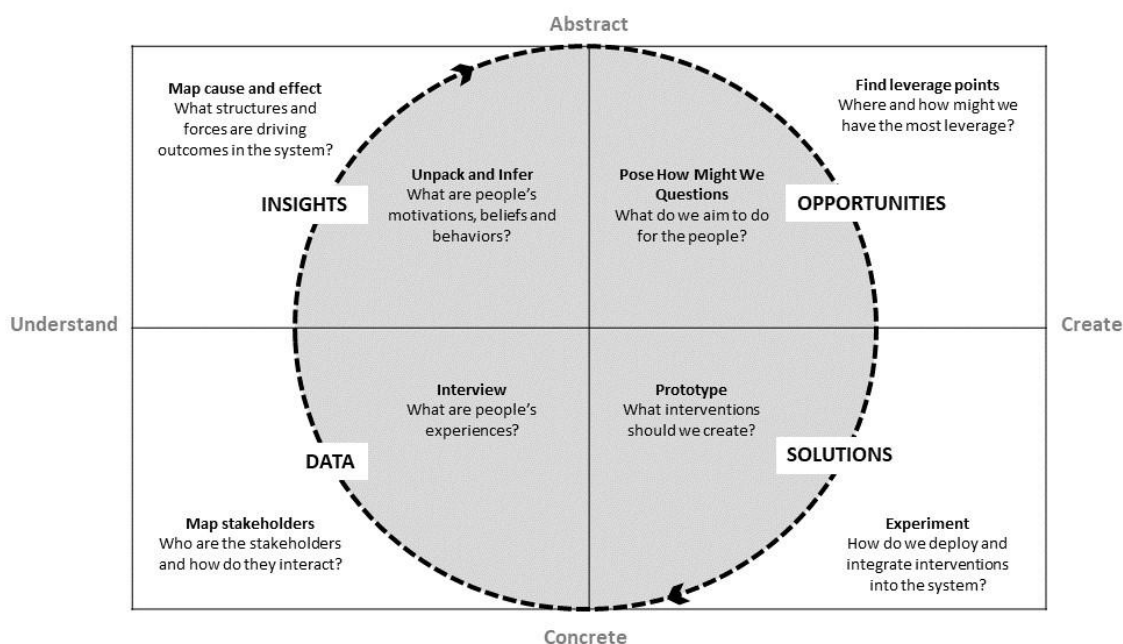 Abstract
Map cause and effect
What structures and
forces are driving
outcomes in the system?
Find leverage points
Where and how might we
have the most leverage?
INSIGHTS
Unpack and Infer
What are people's
motivations, beliefs and
behaviors?
Pose How Might We
Questions
What do we aim to do
for the people?
OPPORTUNITIES
Understand
Create
Interview
What are people's
experiences?
Prototype
What interventions
should we create?
DATA
SOLUTIONS
Map stakeholders
Who are the stakeholders
and how do they interact?
Experiment
How do we deploy and
integrate interventions
into the system?
Concrete